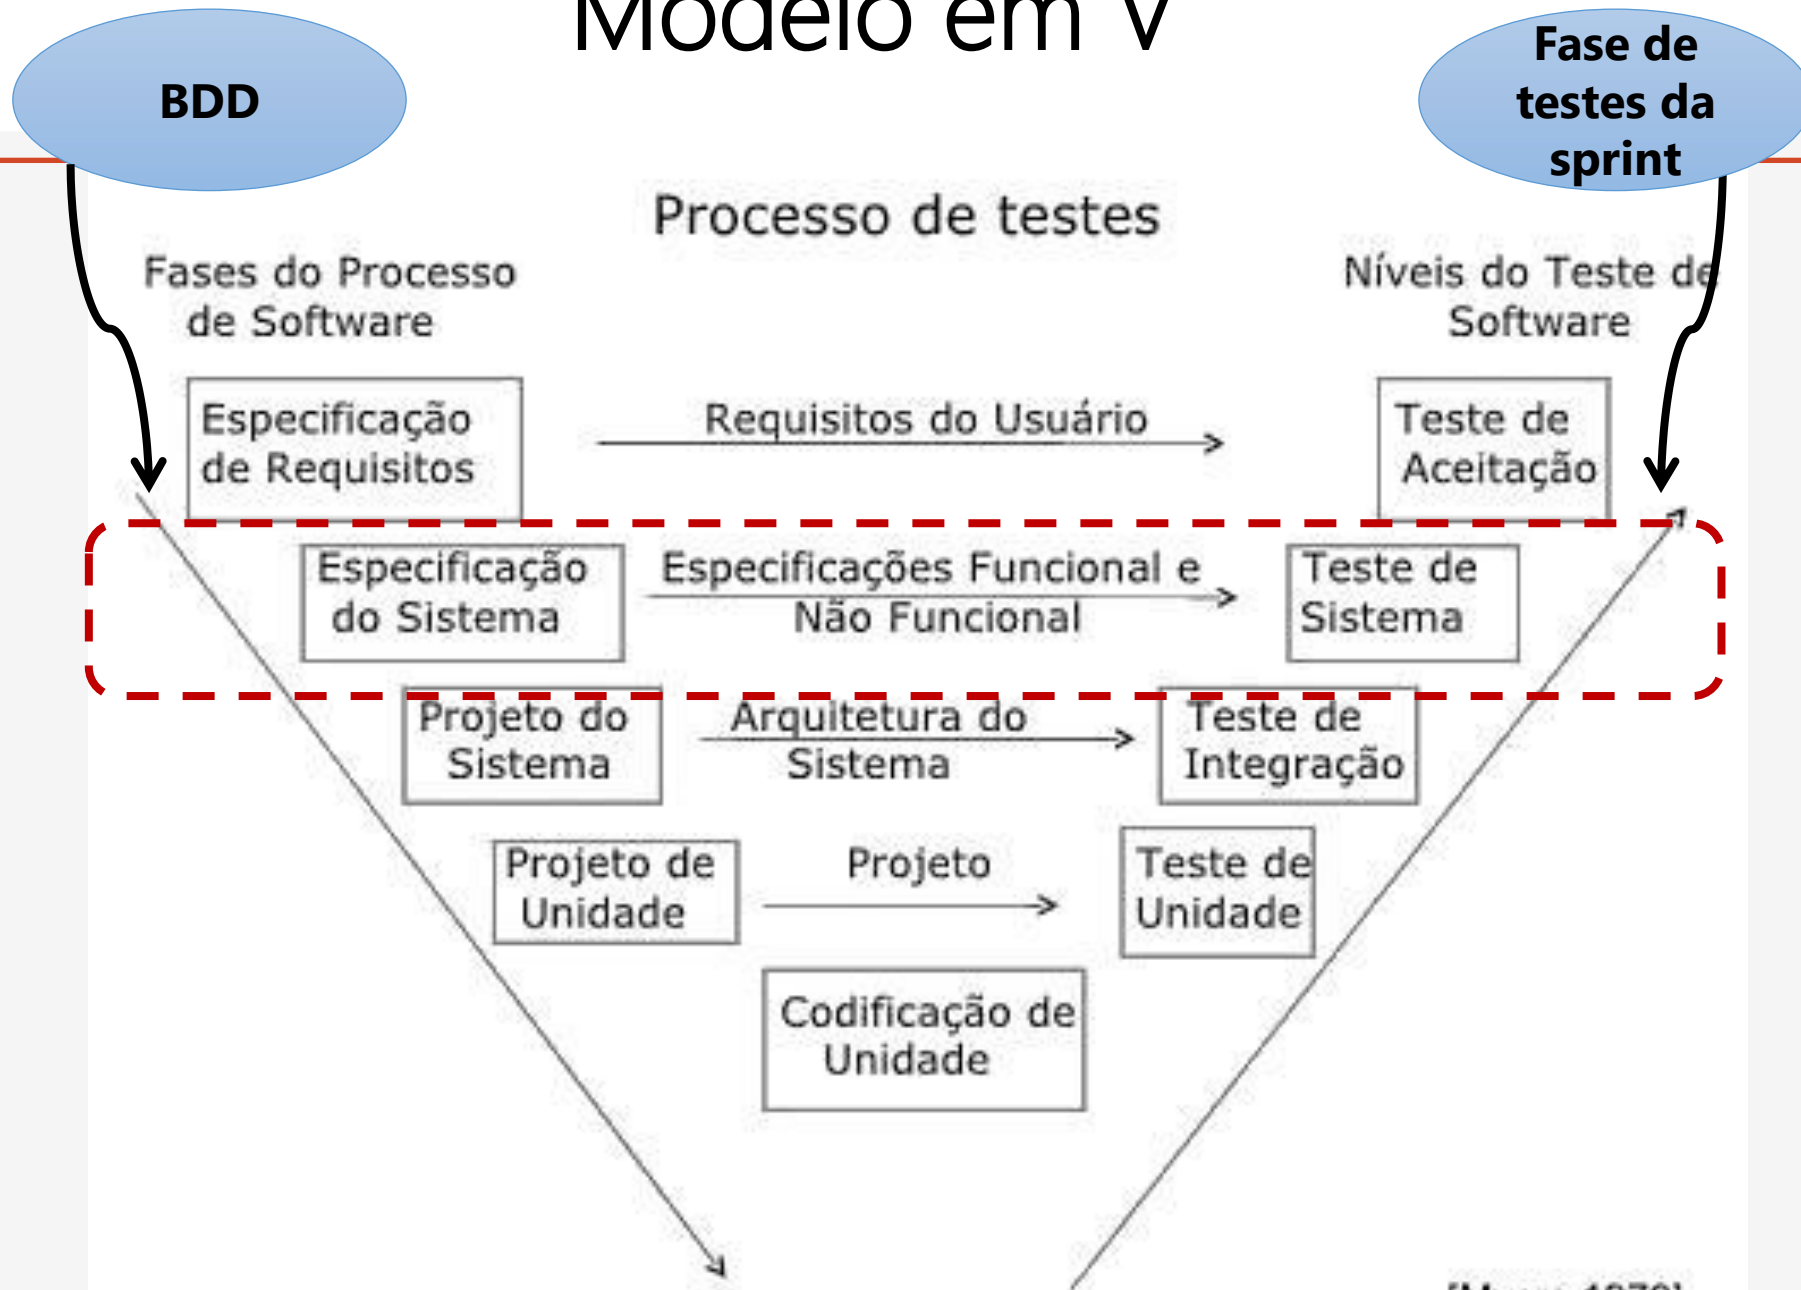 Modelo em V
BDD
Fase de
testes da
sprint
Processo de testes
Fases do Processo
de Software
Níveis do Teste de
Software
Especificação
de Requisitos
Requisitos do Usuário
Teste de
Aceitação
Especificação
do Sistema
Especificações Funcional e
Não Funcional
Teste de
Sistema
Projeto do
Sistema
Arquitetura do
Sistema
Teste de
Integração
Projeto de
Unidade
Projeto
Teste de
Unidade
Codificação de
Unidade